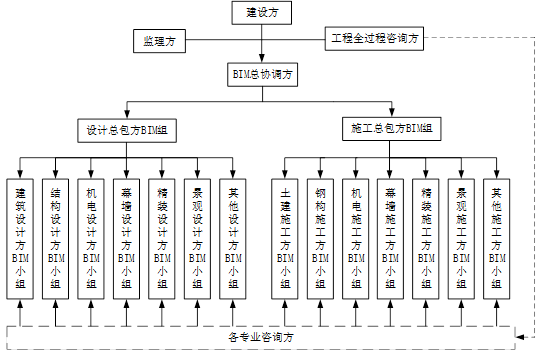 建设方
监理方
工程全过程咨询方
BIM总协调方
设计总包方BIM组
施工总包方BIM组
建筑设计方BIM小组
结构设计方BIM小组
机电设计方BIM小组
幕墙设计方BIM小组
精装设计方BIM小组
景观设计方BIM小组
其他设计方BIM小组
土建施工方BIM小组
钢构施工方BIM小组
机电施工方BIM小组
幕墙施工方BIM小组
精装施工方BIM小组
景观施工方BIM小组
其他施工方BIM小组
各专业咨询方